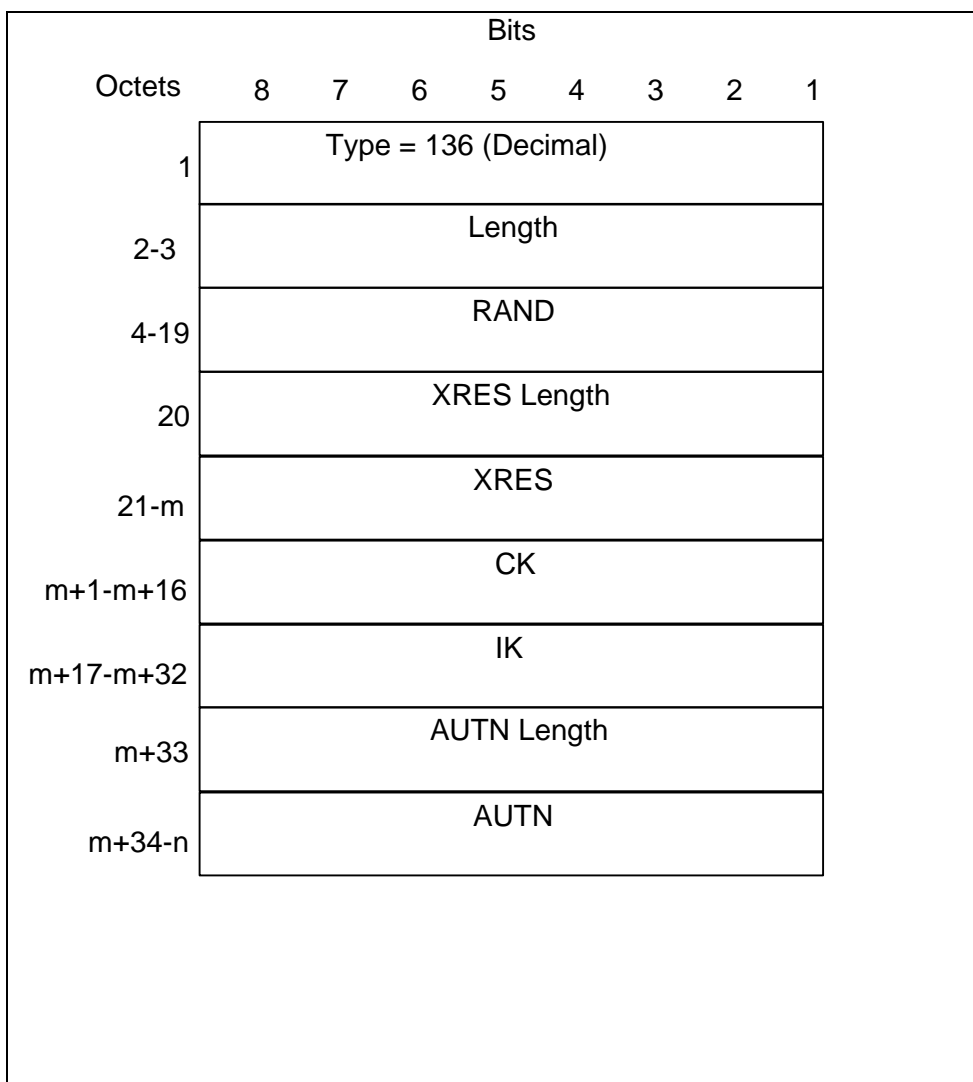 Bits
Octets 8 7 6 5 4 3 2 1
1 Type = 136 (Decimal)
2-3 Length
4-19 RAND
20 XRES Length
21-m XRES
m+1-m+16 CK
m+17-m+32 IK
m+33 AUTN Length
m+34-n AUTN